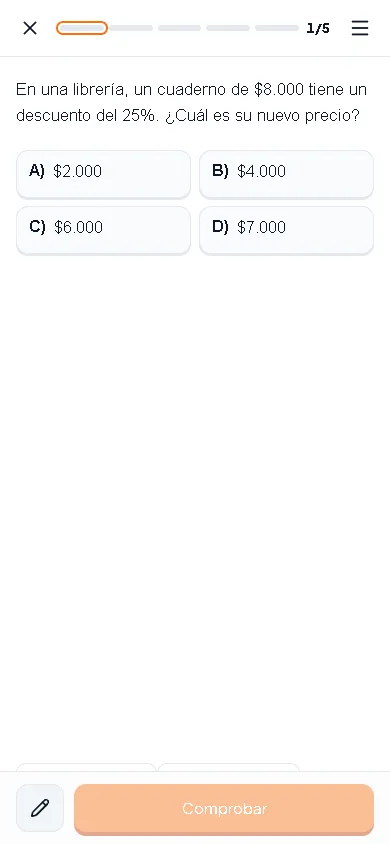 1/5
En una librería, un cuaderno de $8.000 tiene un
descuento del 25%. ¿Cuál es su nuevo precio?
A) $2.000
B) $4.000
C) $6.000
D) $7.000
Comprobar